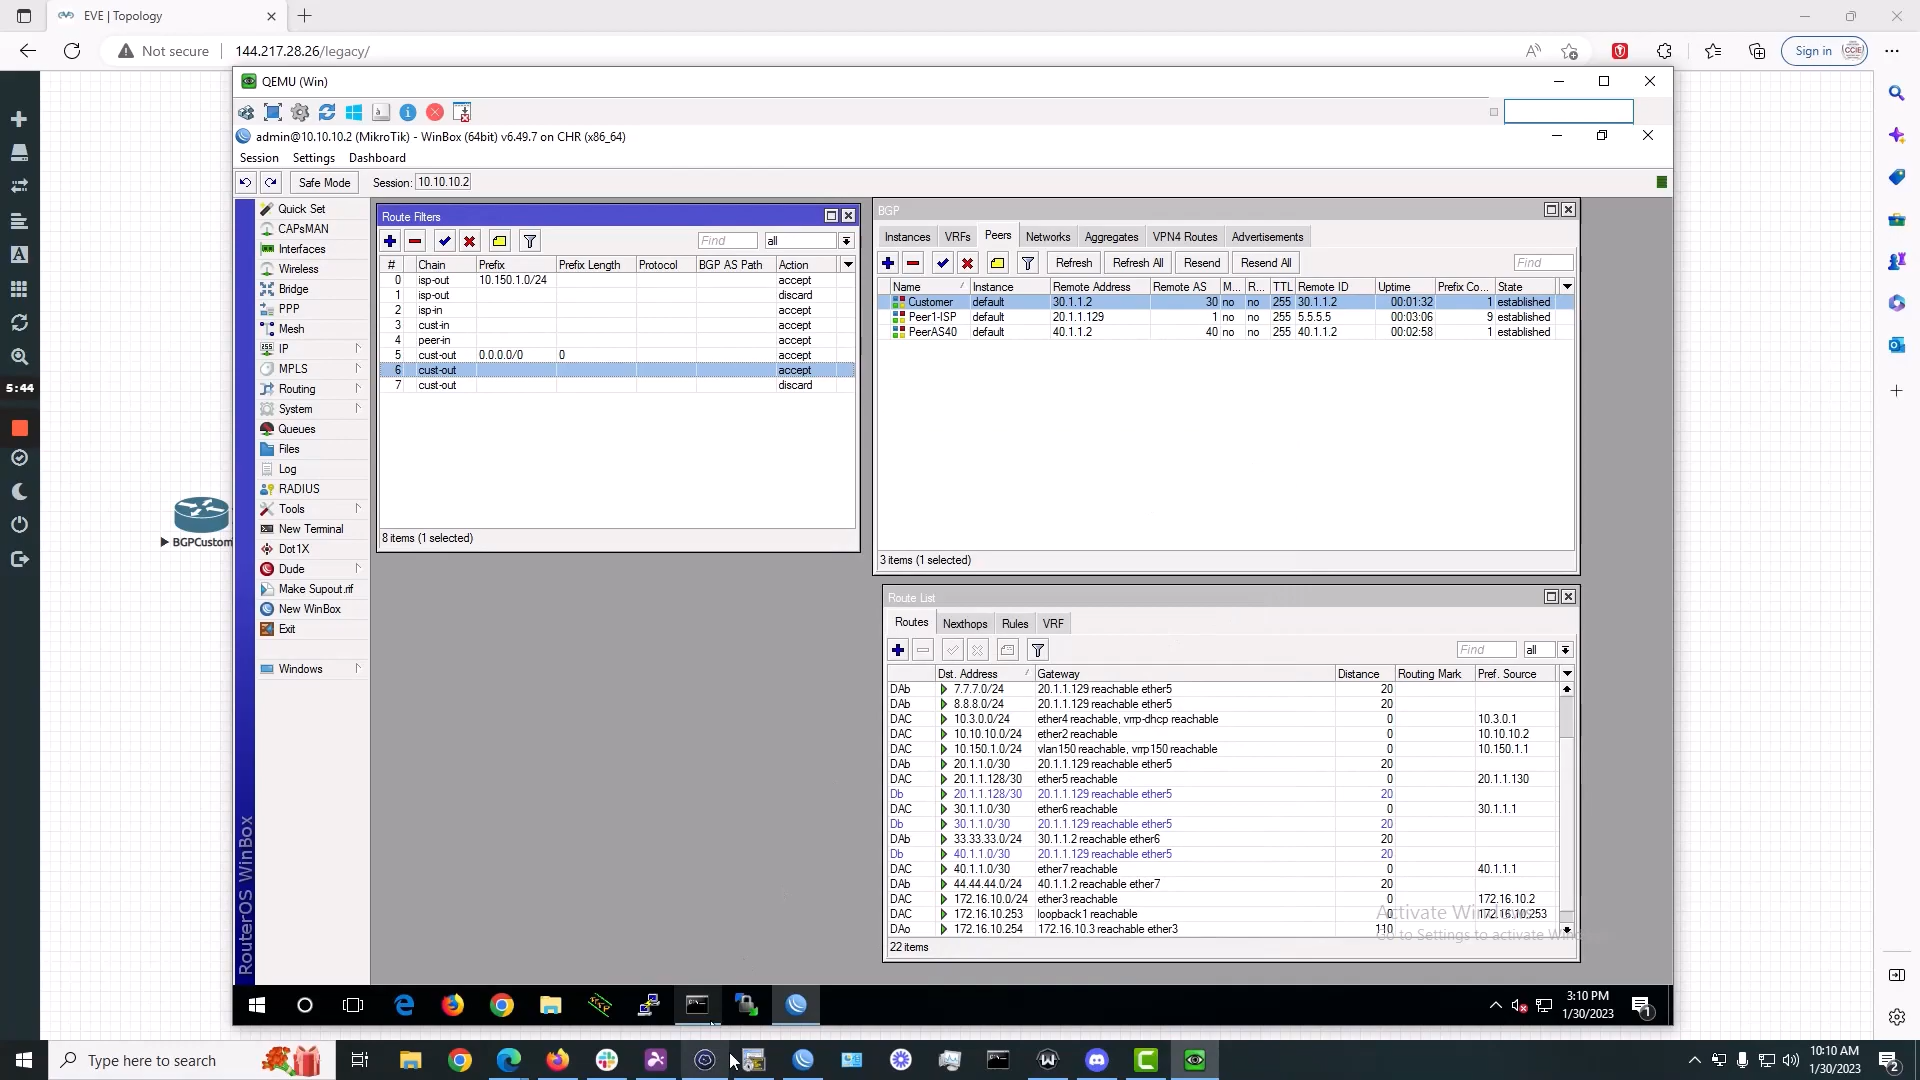 EVE | Topology
Not secure
144.217.28.26/legacy/
Sign in
QEMU (Win)
admin@10.10.10.2 (MikroTik) - WinBox (64bit) v6.49.7 on CHR (x86_64)
Session Settings Dashboard
Safe Mode Session: 10.10.10.2
Quick Set
CAPsMAN
Interfaces
Wireless
Bridge
PPP
Mesh
IP
MPLS
Routing
System
Queues
Files
Log
RADIUS
Tools
New Terminal
Dot1X
Dude
Make Supout.rif
New WinBox
Exit
Windows
RouterOS WinBox
5:44
BGPCustom
Route Filters
Find all
# Chain Prefix Prefix Length Protocol BGP AS Path Action
0 isp-out 10.150.1.0/24 accept
1 isp-out discard
2 isp-in accept
3 cust-in accept
4 peer-in accept
5 cust-out 0.0.0.0/0 0 accept
6 cust-out accept
7 cust-out discard
8 items (1 selected)
BGP
Instances VRFs Peers Networks Aggregates VPN4 Routes Advertisements
Refresh Refresh All Resend Resend All Find
Name Instance Remote Address Remote AS M... R... TTL Remote ID Uptime Prefix Co... State
Customer default 30.1.1.2 30 no no 255 30.1.1.2 00:01:32 1 established
Peer1-ISP default 20.1.1.129 1 no no 255 5.5.5.5 00:03:06 9 established
PeerAS40 default 40.1.1.2 40 no no 255 40.1.1.2 00:02:58 1 established
3 items (1 selected)
Route List
Routes Nexthops Rules VRF
Find all
Dst. Address Gateway Distance Routing Mark Pref. Source
DAb 7.7.7.0/24 20.1.1.129 reachable ether5 20
DAb 8.8.8.0/24 20.1.1.129 reachable ether5 20
DAC 10.3.0.0/24 ether4 reachable, vrrp-dhcp reachable 0 10.3.0.1
DAC 10.10.10.0/24 ether2 reachable 0 10.10.10.2
DAC 10.150.1.0/24 vlan150 reachable, vrrp150 reachable 0 10.150.1.1
DAb 20.1.1.0/30 20.1.1.129 reachable ether5 20
DAC 20.1.1.128/30 ether5 reachable 0 20.1.1.130
Db 20.1.1.128/30 20.1.1.129 reachable ether5 20
DAC 30.1.1.0/30 ether6 reachable 0 30.1.1.1
Db 30.1.1.0/30 20.1.1.129 reachable ether5 20
DAb 33.33.33.0/24 30.1.1.2 reachable ether6 20
Db 40.1.1.0/30 20.1.1.129 reachable ether5 20
DAC 40.1.1.0/30 ether7 reachable 0 40.1.1.1
DAb 44.44.44.0/24 40.1.1.2 reachable ether7 20
DAC 172.16.10.0/24 ether3 reachable 0 172.16.10.2
DAC 172.16.10.253 loopback1 reachable 0 172.16.10.253
DAo 172.16.10.254 172.16.10.3 reachable ether3 110
22 items
3:10 PM
1/30/2023
1
Type here to search
10:10 AM
1/30/2023
2